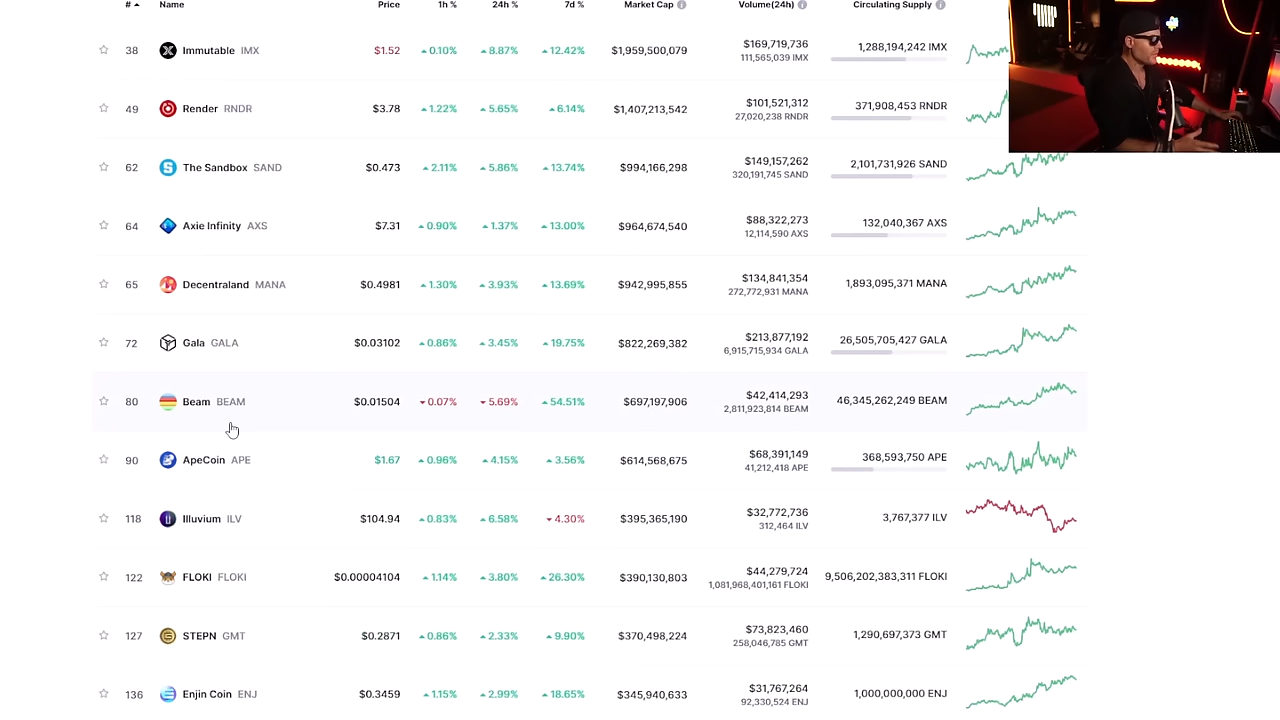 # Name Price 1h % 24h % 7d % Market Cap Volume(24h) Circulating Supply
38 Immutable IMX $1.52 0.10% 8.87% 12.42% $1,959,500,079 $169,719,736 1,288,194,242 IMX
111,565,039 IMX
49 Render RNDR $3.78 1.22% 5.65% 6.14% $1,407,213,542 $101,521,312 371,908,453 RNDR
27,020,238 RNDR
62 The Sandbox SAND $0.473 2.11% 5.86% 13.74% $994,166,298 $149,157,262 2,101,731,926 SAND
320,191,745 SAND
64 Axie Infinity AXS $7.31 0.90% 1.37% 13.00% $964,674,540 $88,322,273 132,040,367 AXS
12,114,590 AXS
65 Decentraland MANA $0.4981 1.30% 3.93% 13.69% $942,995,855 $134,841,354 1,893,095,371 MANA
272,772,931 MANA
72 Gala GALA $0.03102 0.86% 3.45% 19.75% $822,269,382 $213,877,192 26,505,705,427 GALA
6,915,715,934 GALA
80 Beam BEAM $0.01504 0.07% 5.69% 54.51% $697,197,906 $42,414,293 46,345,262,249 BEAM
2,811,923,814 BEAM
90 ApeCoin APE $1.67 0.96% 4.15% 3.56% $614,568,675 $68,391,149 368,593,750 APE
41,212,418 APE
118 Illuvium ILV $104.94 0.83% 6.58% 4.30% $395,365,190 $32,772,736 3,767,377 ILV
312,464 ILV
122 FLOKI FLOKI $0.00004104 1.14% 3.80% 26.30% $390,130,803 $44,279,724 9,506,202,383,311 FLOKI
1,081,968,401,161 FLOKI
127 STEPN GMT $0.2871 0.86% 2.33% 9.90% $370,498,224 $73,823,460 1,290,697,373 GMT
258,046,785 GMT
136 Enjin Coin ENJ $0.3459 1.15% 2.99% 18.65% $345,940,633 $31,767,264 1,000,000,000 ENJ
92,330,524 ENJ